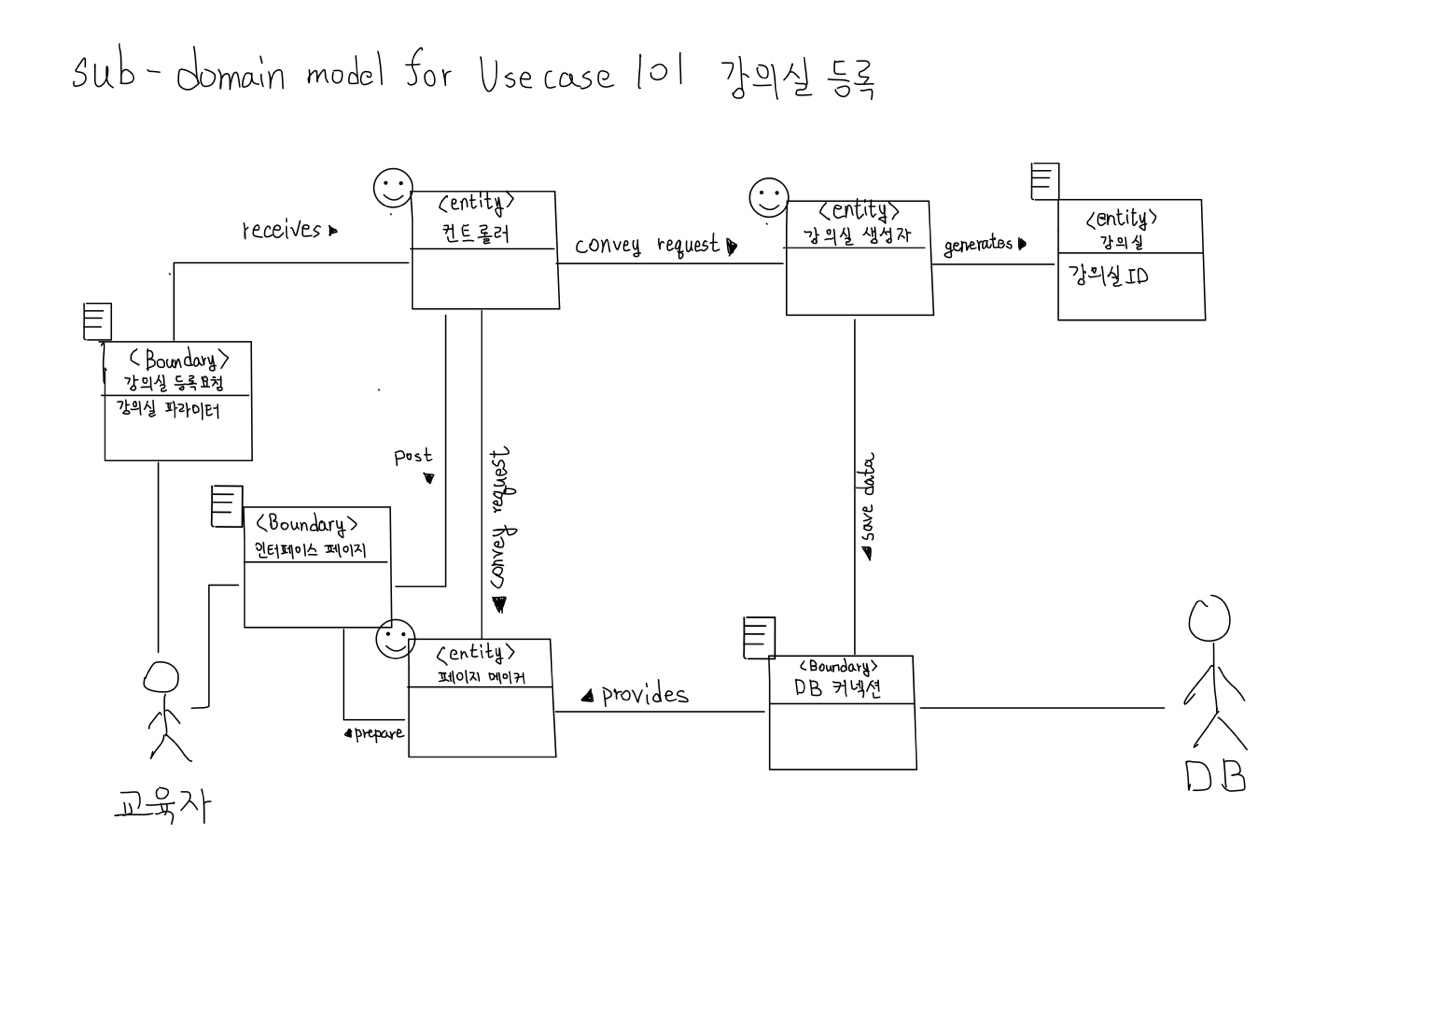 sub-domain model for Use case 101 강의실 등록
receives
<entity>
컨트롤러
convey request
<entity>
강의실 생성자
generates
<entity>
강의실
강의실 ID
<Boundary>
강의실 등록요청
강의실 파라미터
post
convey request
save data
<Boundary>
인터페이스 페이지
<entity>
페이지 메이커
prepare
provides
<Boundary>
DB 커넥션
교육자
DB